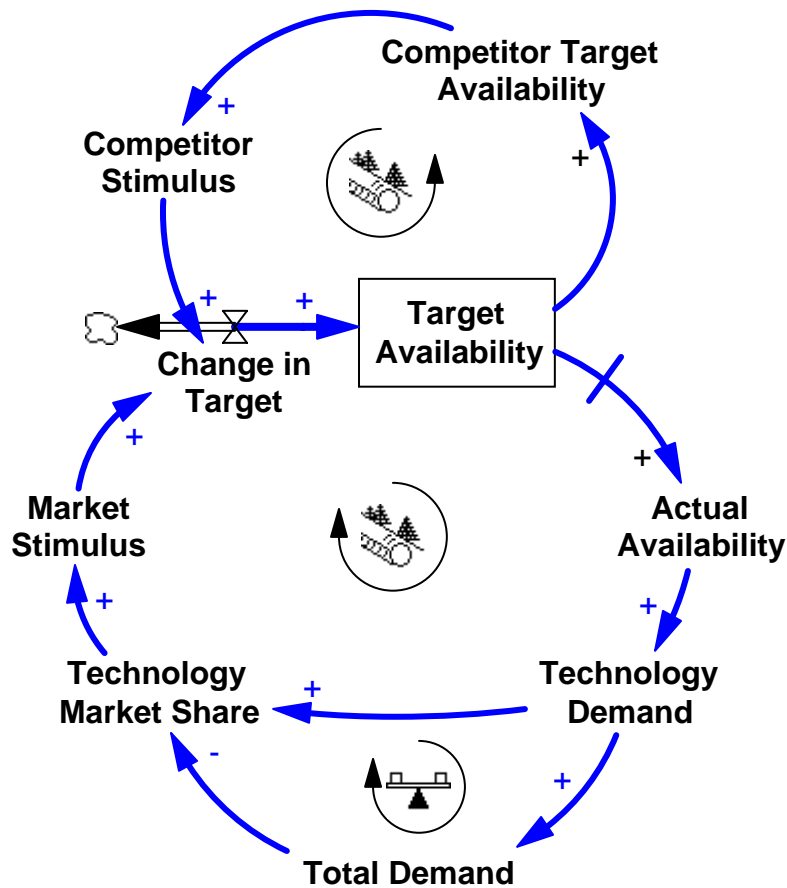 Competitor Target
Availability
+
Competitor
Stimulus
+
+
+
Target
Availability
Change in
Target
+
+
Market
Stimulus
Actual
Availability
+
+
Technology
Market Share
+
Technology
Demand
-
+
Total Demand